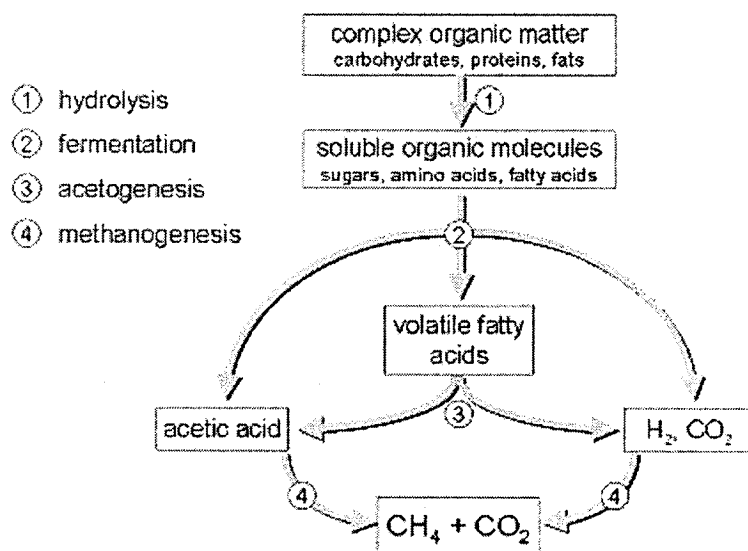 complex organic matter
carbohydrates, proteins, fats
① hydrolysis
② fermentation
③ acetogenesis
④ methanogenesis
①
soluble organic molecules
sugars, amino acids, fatty acids
②
volatile fatty
acids
③
acetic acid
H₂, CO₂
④
④
CH₄ + CO₂